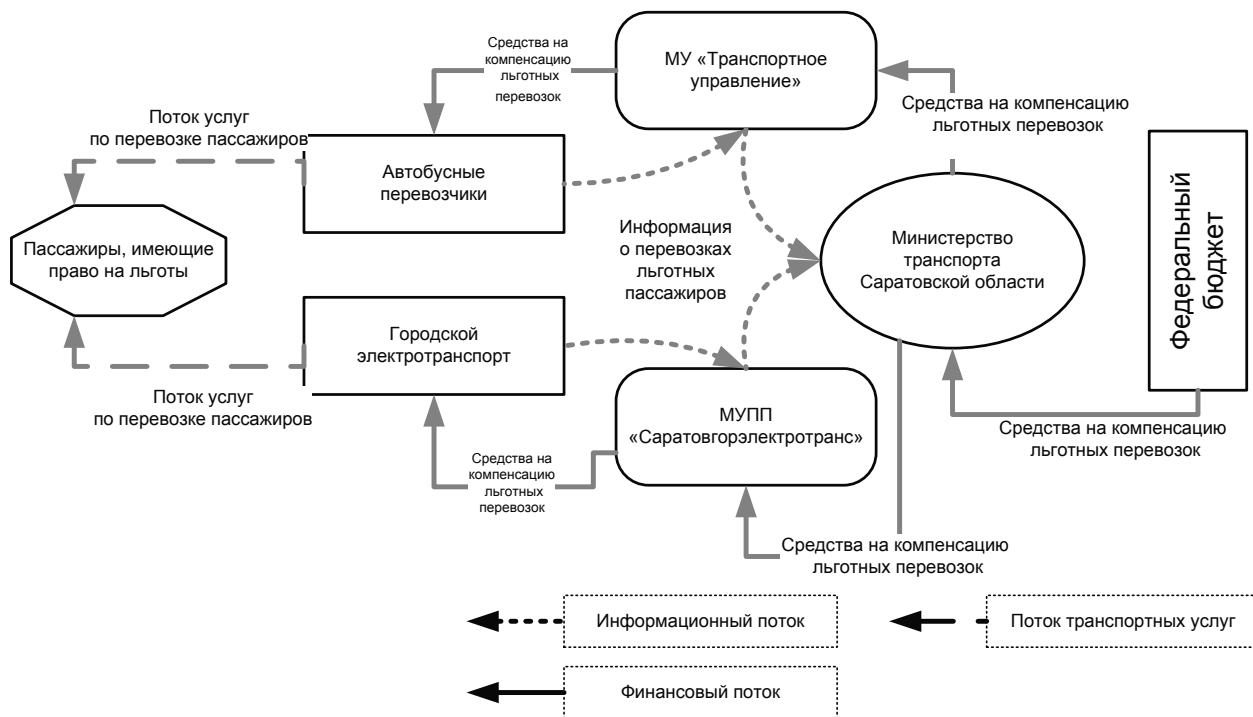 Средства на
компенсацию
льготных
перевозок
МУ «Транспортное
управление»
Средства на компенсацию
льготных перевозок
Поток услуг
по перевозке пассажиров
Автобусные
перевозчики
Пассажиры, имеющие
право на льготы
Информация
о перевозках
льготных
пассажиров
Министерство
транспорта
Саратовской области
Федеральный
бюджет
Городской
электротранспорт
Поток услуг
по перевозке пассажиров
МУПП
«Саратовгорэлектротранс»
Средства на компенсацию
льготных перевозок
Средства на
компенсацию
льготных
перевозок
Средства на компенсацию
льготных перевозок
Информационный поток
Поток транспортных услуг
Финансовый поток